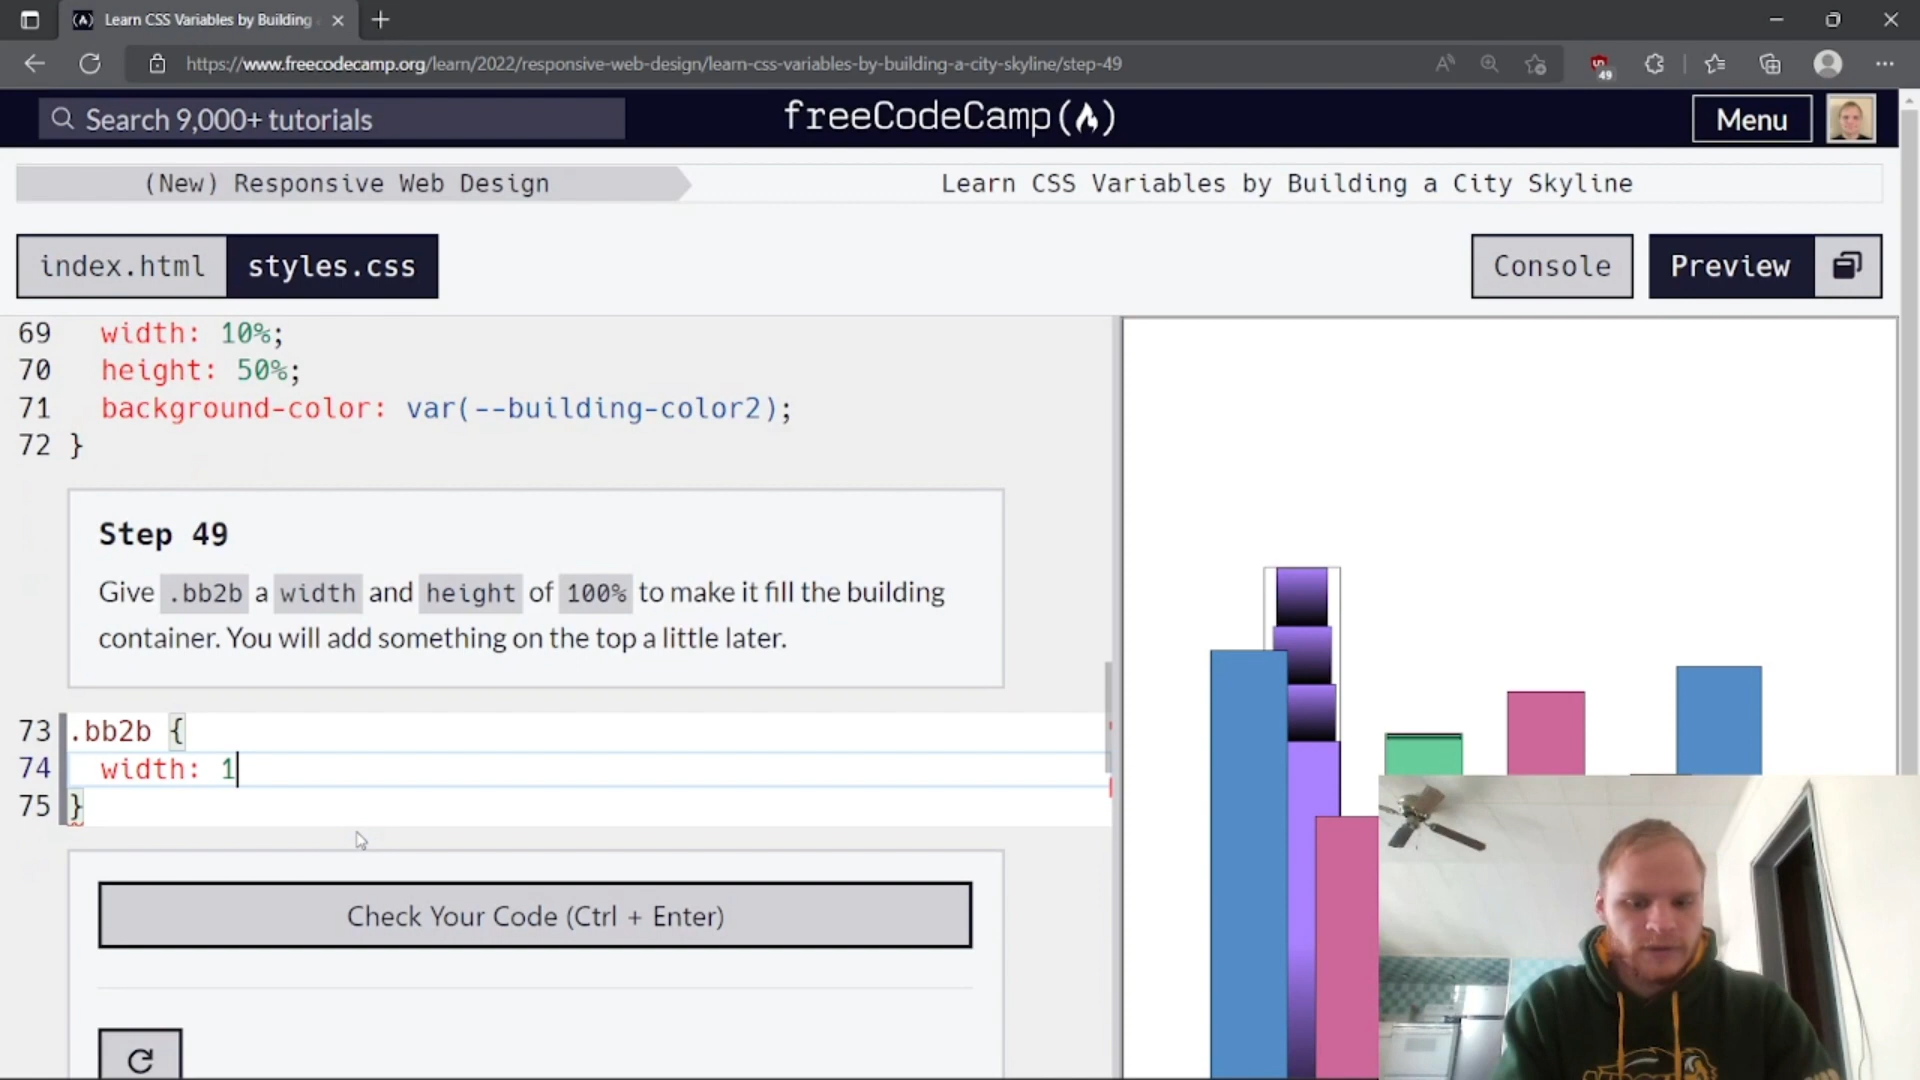 Learn CSS Variables by Building
https://www.freecodecamp.org/learn/2022/responsive-web-design/learn-css-variables-by-building-a-city-skyline/step-49
49
Search 9,000+ tutorials
freeCodeCamp
Menu
(New) Responsive Web Design
Learn CSS Variables by Building a City Skyline
index.html
styles.css
Console
Preview
69 width: 10%;
70 height: 50%;
71 background-color: var(--building-color2);
72 }
Step 49
Give .bb2b a width and height of 100% to make it fill the building
container. You will add something on the top a little later.
73 .bb2b {
74 width: 1
75 }
Check Your Code (Ctrl + Enter)